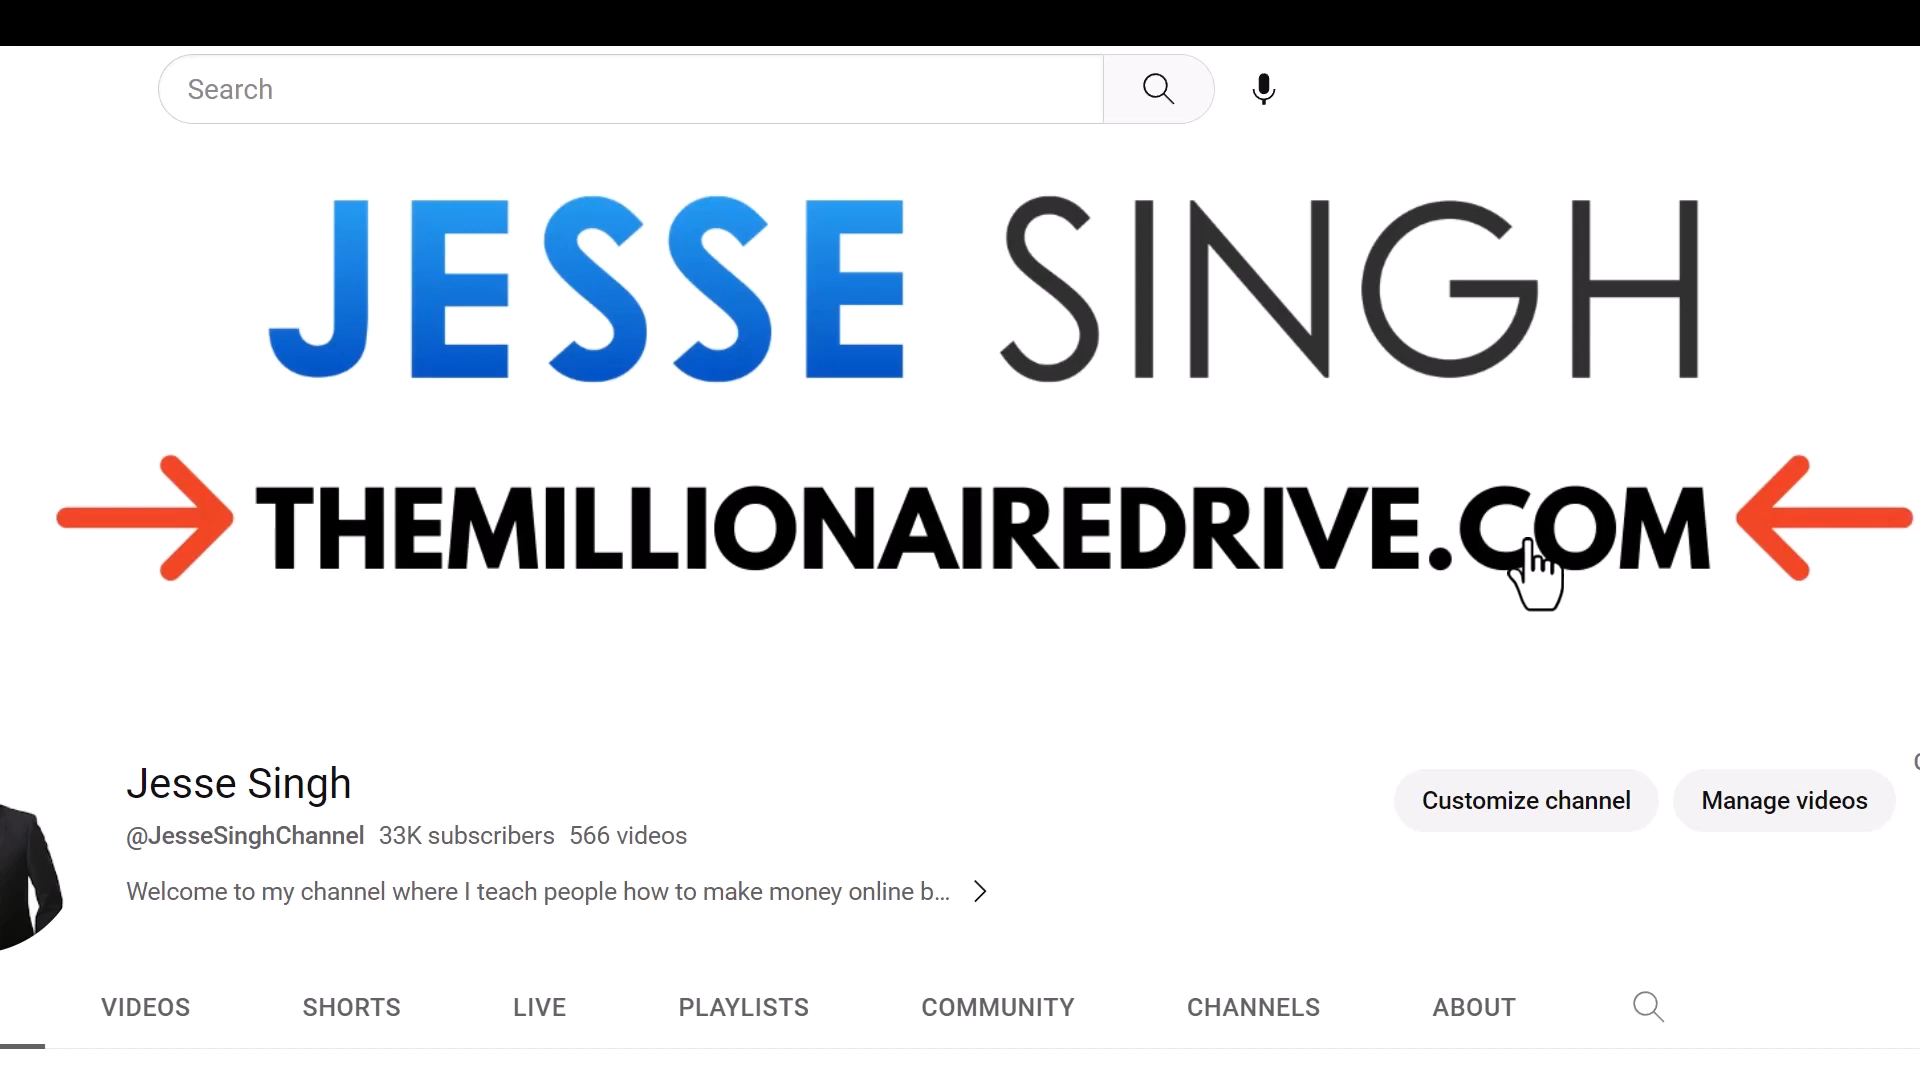 Search
JESSE SINGH
THEMILLIONAIREDRIVE.COM
Jesse Singh
Customize channel
Manage videos
@JesseSinghChannel 33K subscribers 566 videos
Welcome to my channel where I teach people how to make money online b...
VIDEOS SHORTS LIVE PLAYLISTS COMMUNITY CHANNELS ABOUT